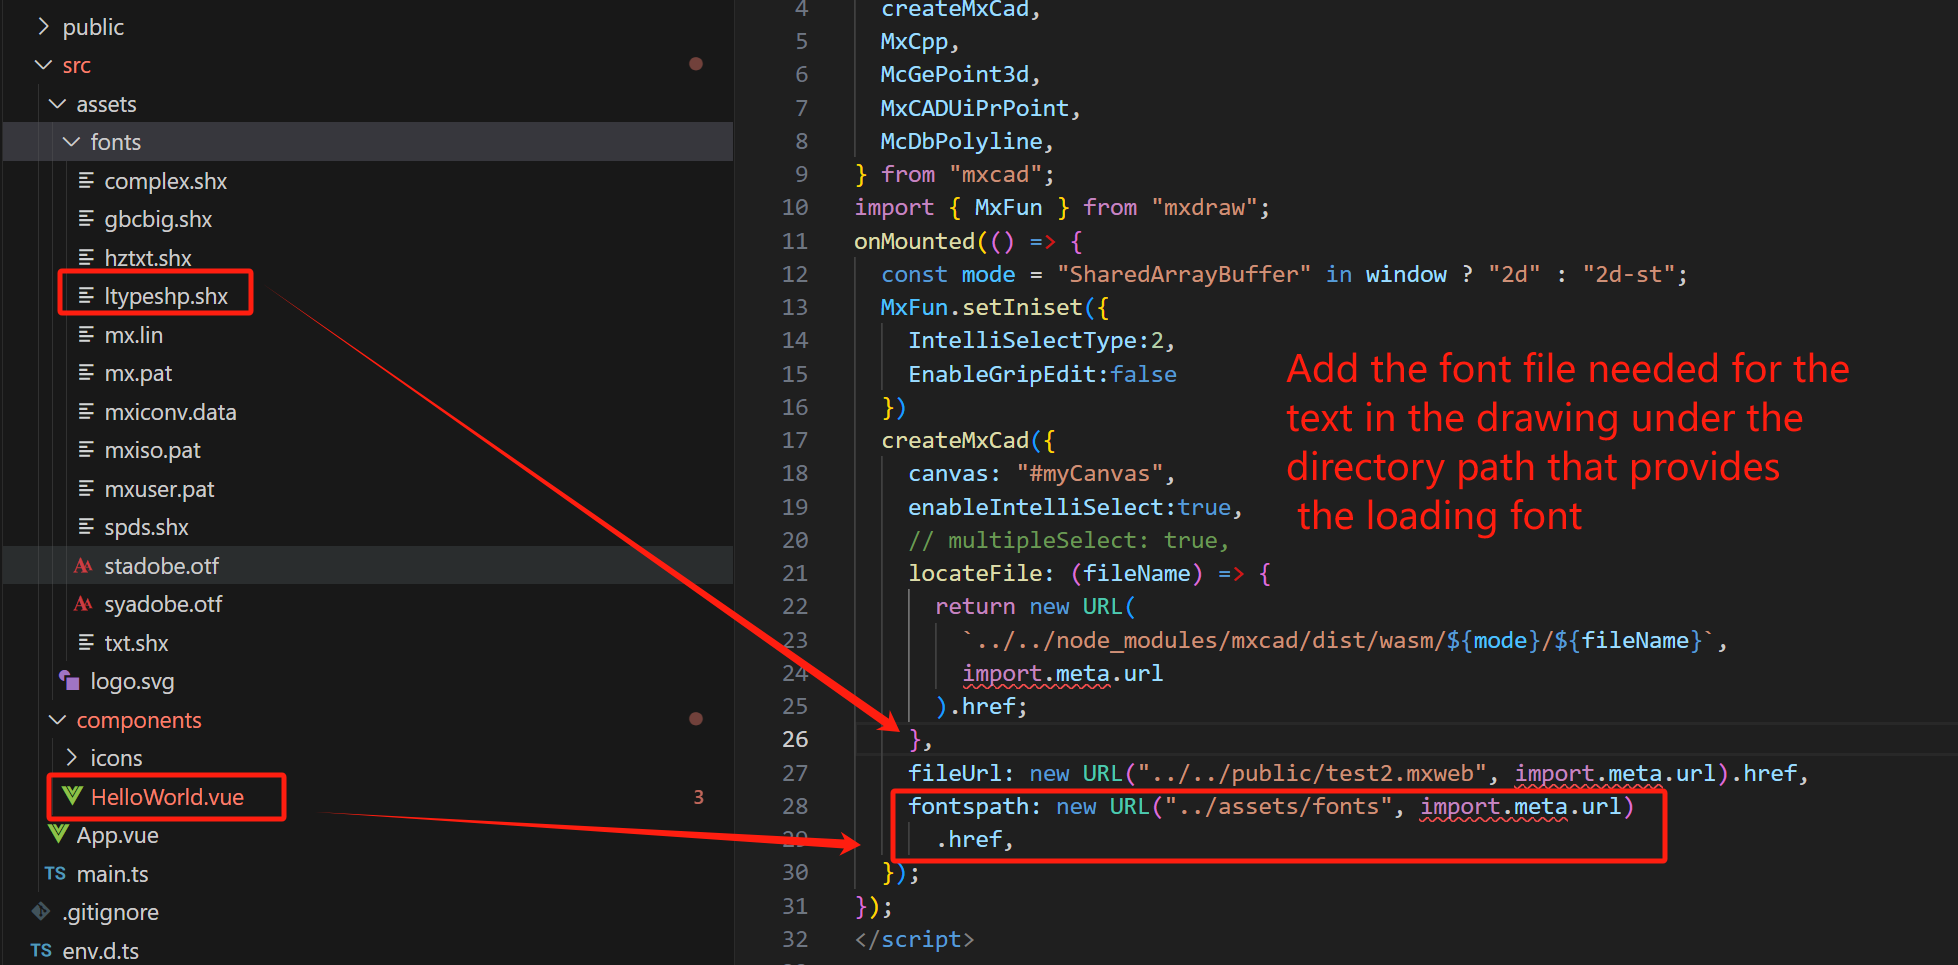 public
src
assets
fonts
complex.shx
gbcbig.shx
hztxt.shx
ltypeshp.shx
mx.lin
mx.pat
mxiconv.data
mxiso.pat
mxuser.pat
spds.shx
stadobe.otf
syadobe.otf
txt.shx
logo.svg
components
icons
HelloWorld.vue 3
App.vue
TS main.ts
.gitignore
TS env.d.ts
4 createMxCad,
5 MxCpp,
6 McGePoint3d,
7 MxCADUiPrPoint,
8 McDbPolyline,
9 } from "mxcad";
10 import { MxFun } from "mxdraw";
11 onMounted(() => {
12 const mode = "SharedArrayBuffer" in window ? "2d" : "2d-st";
13 MxFun.setIniset({
14 IntelliSelectType:2,
15 EnableGripEdit:false
16 })
17 createMxCad({
18 canvas: "#myCanvas",
19 enableIntelliSelect:true,
20 // multipleSelect: true,
21 locateFile: (fileName) => {
22 return new URL(
23 `../../node_modules/mxcad/dist/wasm/${mode}/${fileName}`,
24 import.meta.url
25 ).href;
26 },
27 fileUrl: new URL("../../public/test2.mxweb", import.meta.url).href,
28 fontspath: new URL("../assets/fonts", import.meta.url)
29 .href,
30 });
31 });
32 </script>
Add the font file needed for the
text in the drawing under the
directory path that provides
the loading font